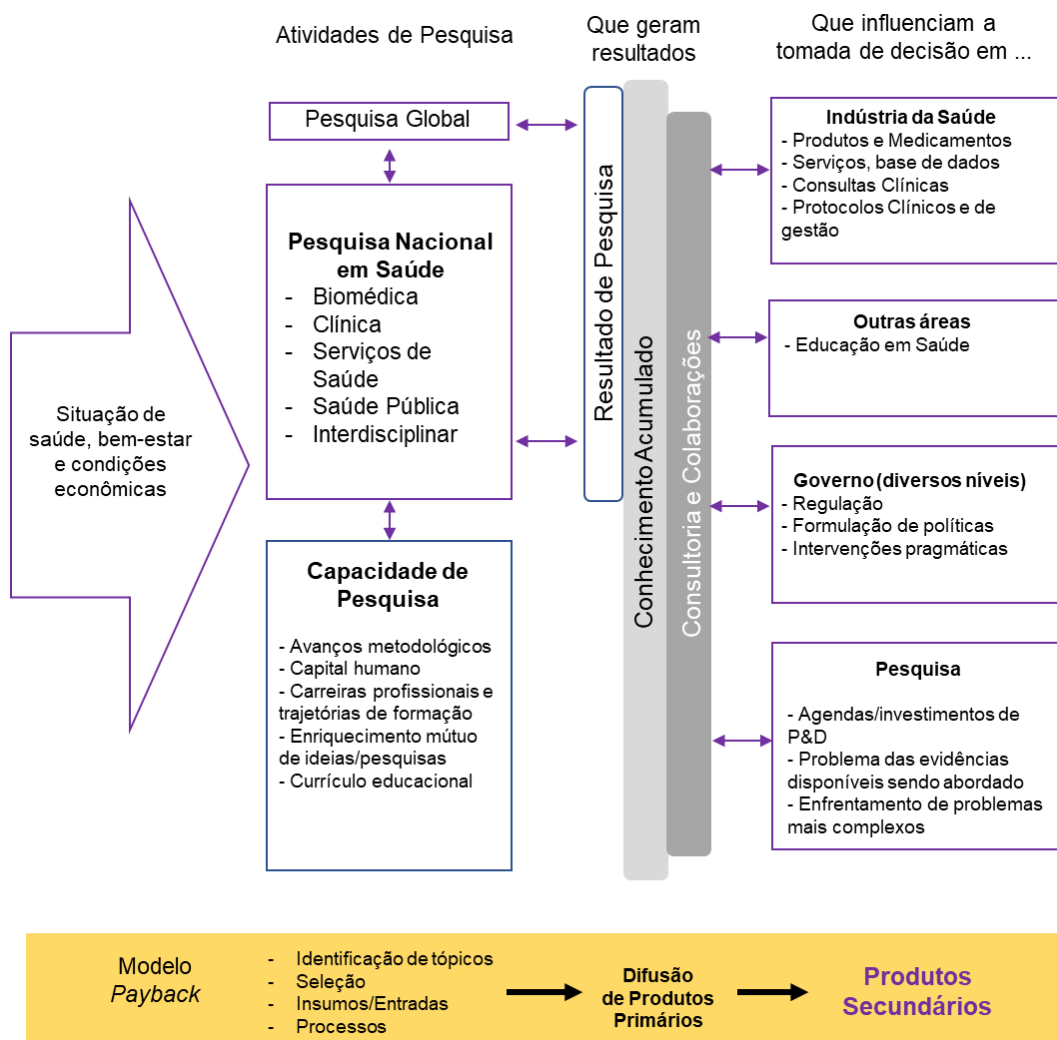 Atividades de Pesquisa
Que geram
resultados
Que influenciam a
tomada de decisão em ...
Situação de
saúde, bem-estar
e condições
econômicas
Pesquisa Global
Pesquisa Nacional
em Saúde
- Biomédica
- Clínica
- Serviços de
Saúde
- Saúde Pública
- Interdisciplinar
Capacidade de
Pesquisa
- Avanços metodológicos
- Capital humano
- Carreiras profissionais e
trajetórias de formação
- Enriquecimento mútuo
de ideias/pesquisas
- Currículo educacional
Resultado de Pesquisa
Conhecimento Acumulado
Consultoria e Colaborações
Indústria da Saúde
- Produtos e Medicamentos
- Serviços, base de dados
- Consultas Clínicas
- Protocolos Clínicos e de
gestão
Outras áreas
- Educação em Saúde
Governo (diversos níveis)
- Regulação
- Formulação de políticas
- Intervenções pragmáticas
Pesquisa
- Agendas/investimentos de
P&D
- Problema das evidências
disponíveis sendo abordado
- Enfrentamento de problemas
mais complexos
Modelo
Payback
- Identificação de tópicos
- Seleção
- Insumos/Entradas
- Processos
Difusão
de Produtos
Primários
Produtos
Secundários